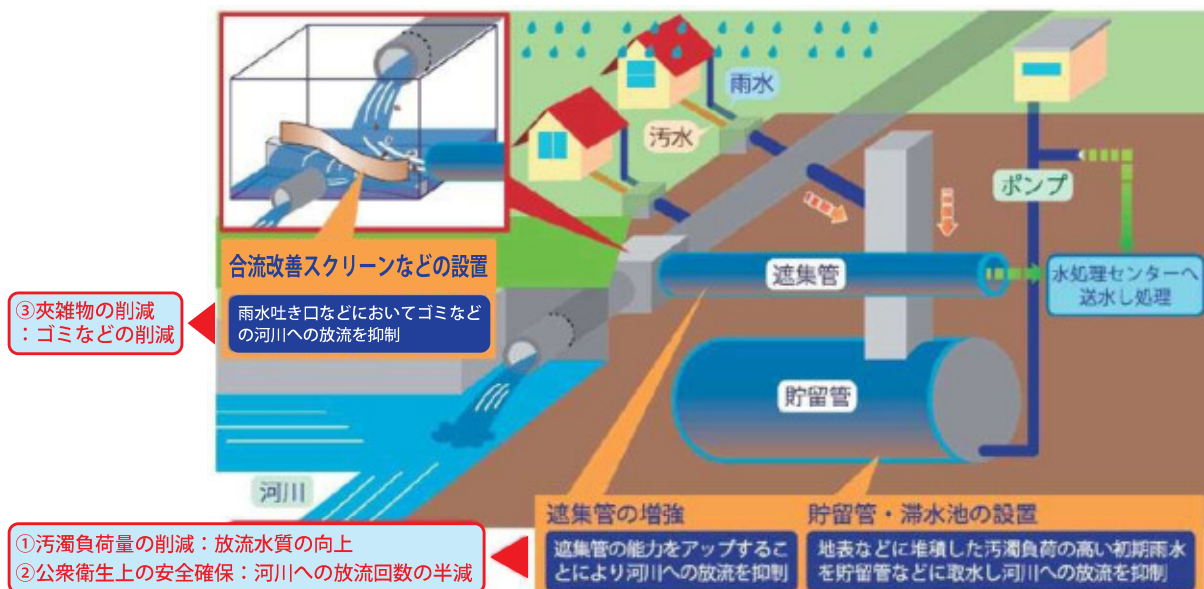 雨水
汚水
ポンプ
合流改善スクリーンなどの設置
雨水吐き口などにおいてゴミなど
の河川への放流を抑制
③夾雑物の削減
：ゴミなどの削減
遮集管
水処理センターへ
送水し処理
貯留管
河川
①汚濁負荷量の削減：放流水質の向上
②公衆衛生上の安全確保：河川への放流回数の半減
遮集管の増強
遮集管の能力をアップするこ
とにより河川への放流を抑制
貯留管・滞水池の設置
地表などに堆積した汚濁負荷の高い初期雨水
を貯留管などに取水し河川への放流を抑制